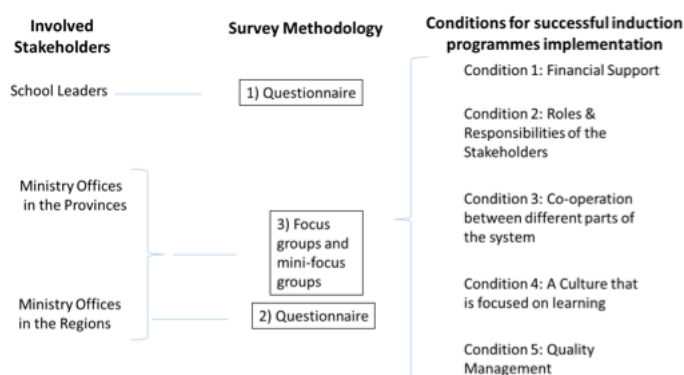 Involved
Stakeholders
Survey Methodology
Conditions for successful induction
programmes implementation
School Leaders
1) Questionnaire
Condition 1: Financial Support
Condition 2: Roles &
Responsibilities of the
Stakeholders
Ministry Offices
in the Provinces
3) Focus
groups and
mini-focus
groups
Condition 3: Co-operation
between different parts of
the system
Ministry Offices
in the Regions
2) Questionnaire
Condition 4: A Culture that
is focused on learning
Condition 5: Quality
Management